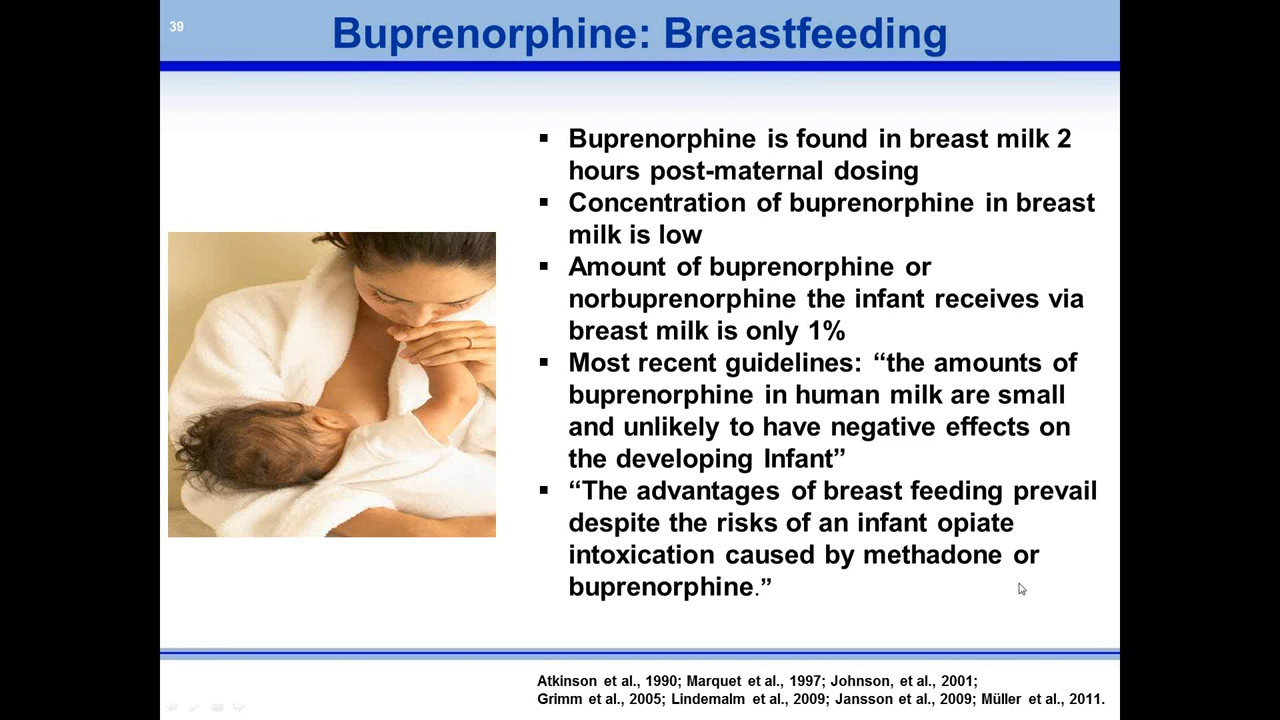 39
Buprenorphine: Breastfeeding
▪ Buprenorphine is found in breast milk 2
hours post-maternal dosing
▪ Concentration of buprenorphine in breast
milk is low
▪ Amount of buprenorphine or
norbuprenorphine the infant receives via
breast milk is only 1%
▪ Most recent guidelines: “the amounts of
buprenorphine in human milk are small
and unlikely to have negative effects on
the developing Infant”
▪ “The advantages of breast feeding prevail
despite the risks of an infant opiate
intoxication caused by methadone or
buprenorphine.”
Atkinson et al., 1990; Marquet et al., 1997; Johnson, et al., 2001;
Grimm et al., 2005; Lindemalm et al., 2009; Jansson et al., 2009; Müller et al., 2011.